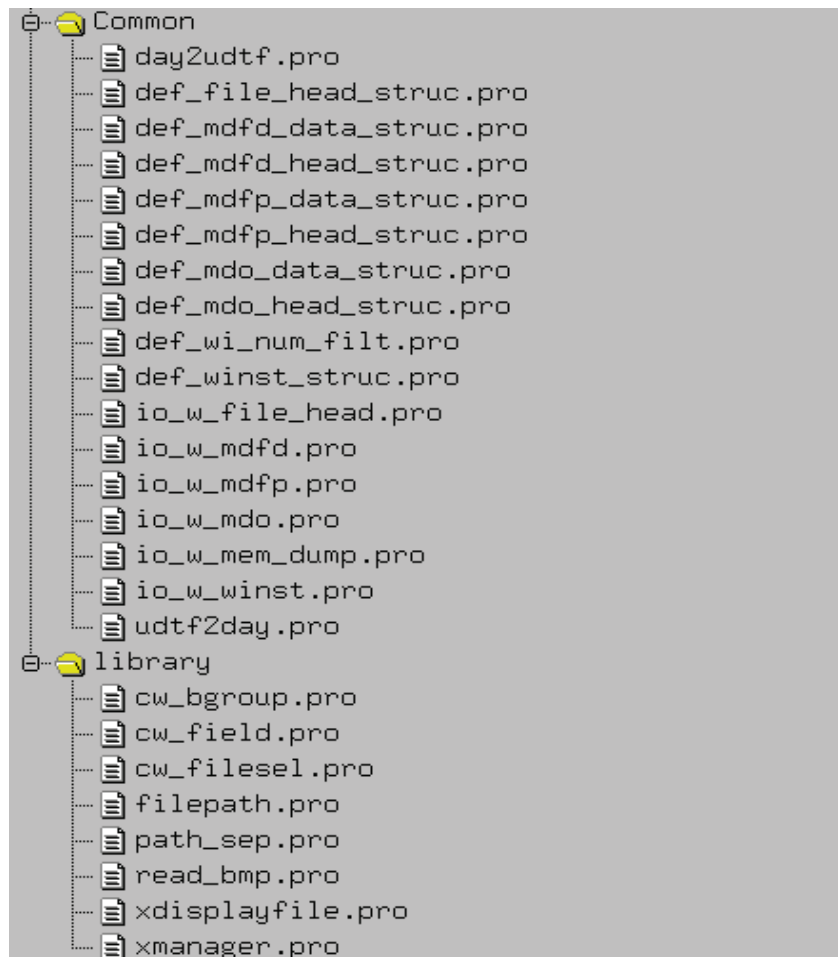 Common
day2udtf.pro
def_file_head_struc.pro
def_mdfd_data_struc.pro
def_mdfd_head_struc.pro
def_mdfp_data_struc.pro
def_mdfp_head_struc.pro
def_mdo_data_struc.pro
def_mdo_head_struc.pro
def_wi_num_filt.pro
def_winst_struc.pro
io_w_file_head.pro
io_w_mdfd.pro
io_w_mdfp.pro
io_w_mdo.pro
io_w_mem_dump.pro
io_w_winst.pro
udtf2day.pro
library
cw_bgroup.pro
cw_field.pro
cw_filesel.pro
filepath.pro
path_sep.pro
read_bmp.pro
xdisplayfile.pro
xmanager.pro